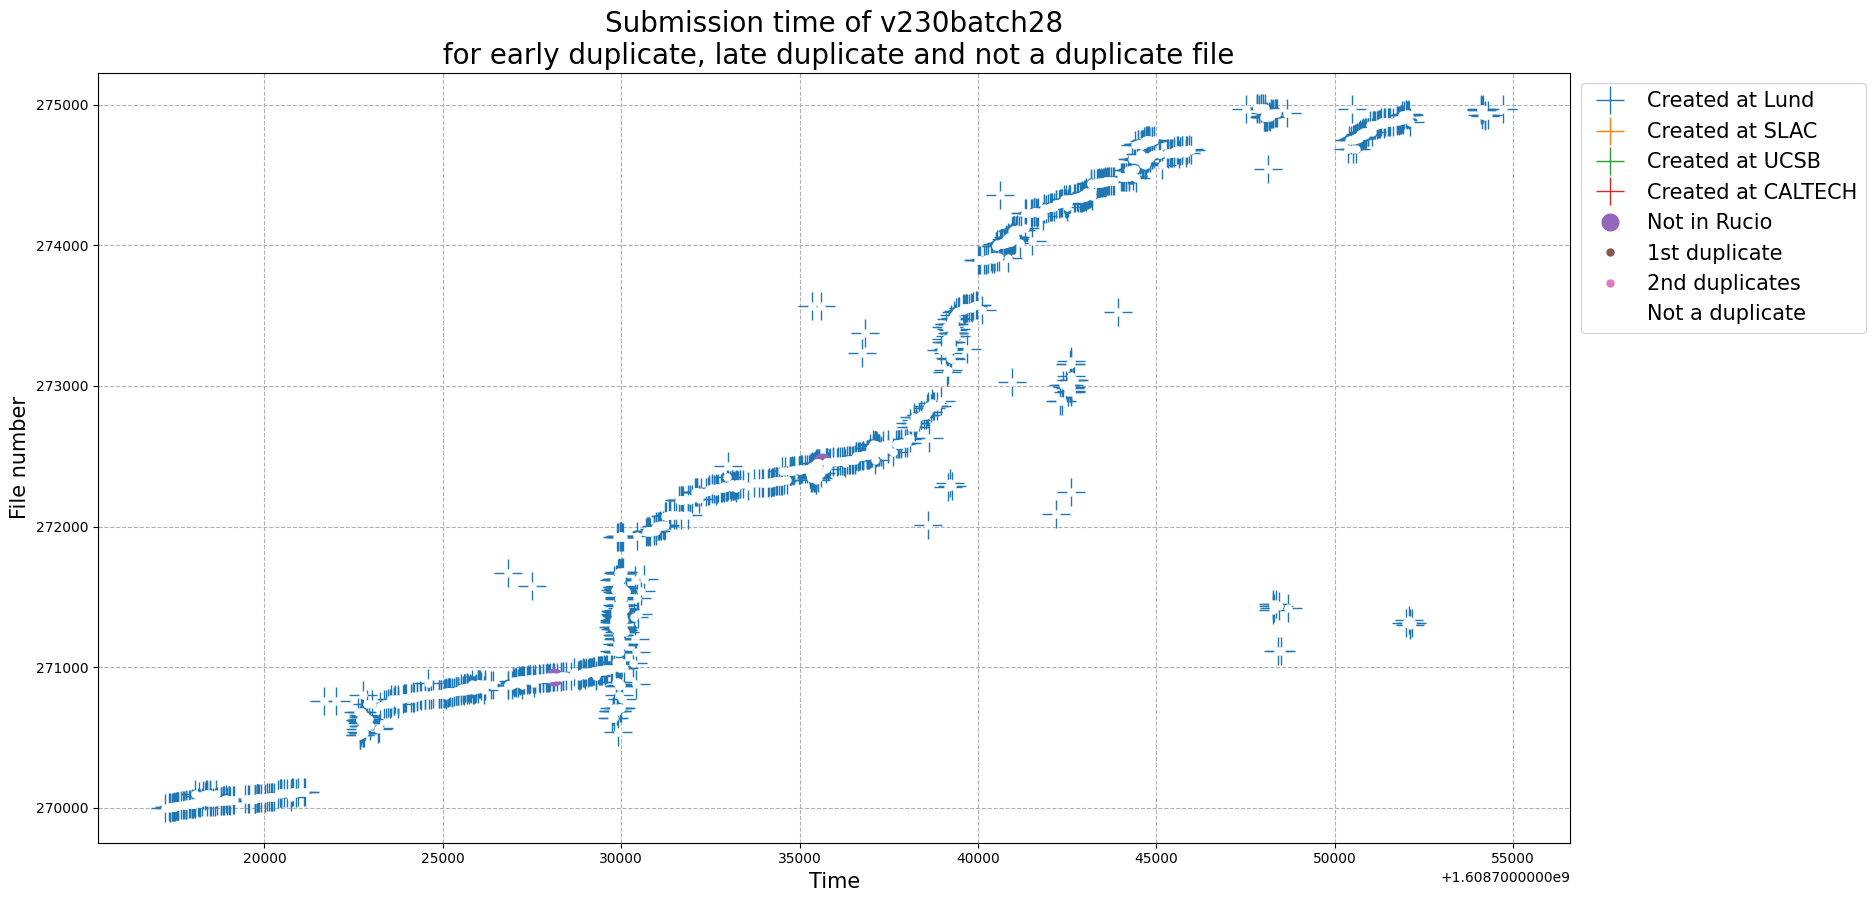 Submission time of v230batch28
for early duplicate, late duplicate and not a duplicate file
275000
274000
273000
272000
271000
270000
File number
20000
25000
30000
35000
40000
45000
50000
55000
Time
+1.6087000000e9
Created at Lund
Created at SLAC
Created at UCSB
Created at CALTECH
Not in Rucio
1st duplicate
2nd duplicates
Not a duplicate